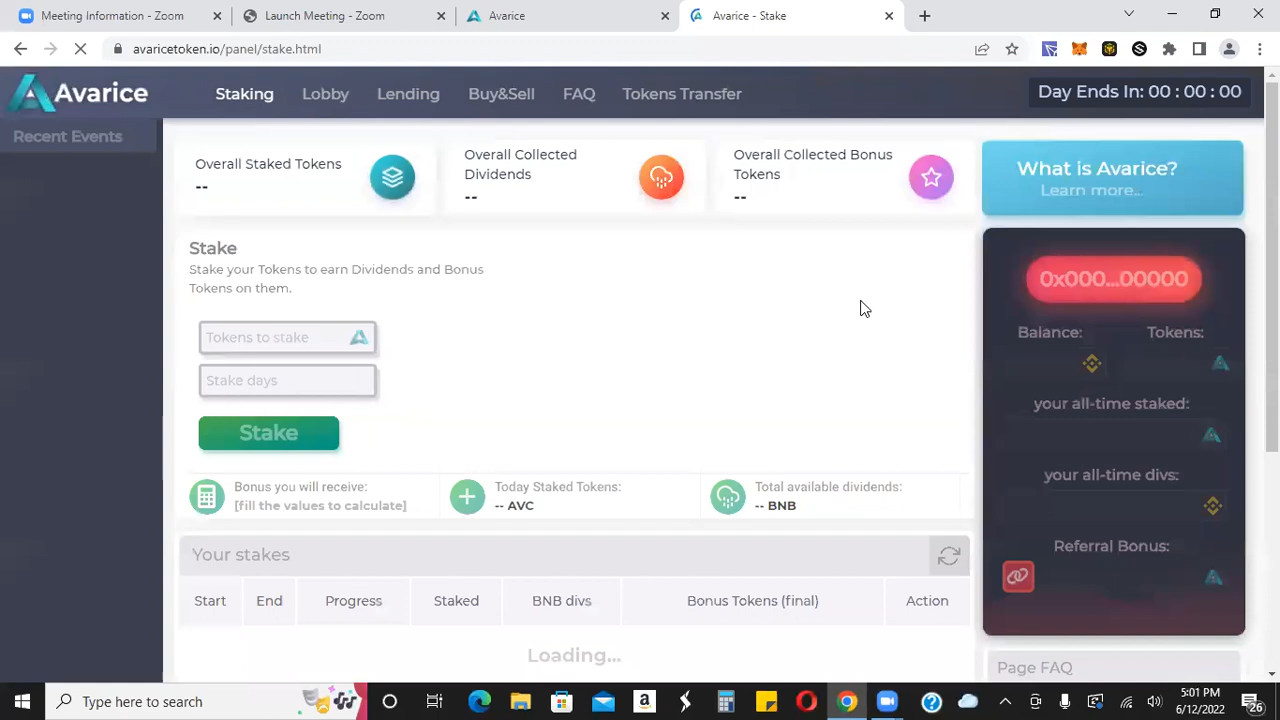 Meeting Information - Zoom
Launch Meeting - Zoom
Avarice
Avarice - Stake
avaricetoken.io/panel/stake.html
Avarice
Staking
Lobby
Lending
Buy&Sell
FAQ
Tokens Transfer
Day Ends In: 00 : 00 : 00
Recent Events
Overall Staked Tokens
--
Overall Collected
Dividends
--
Overall Collected Bonus
Tokens
--
What is Avarice?
Learn more...
Stake
Stake your Tokens to earn Dividends and Bonus
Tokens on them.
Tokens to stake
Stake days
Stake
0x000...00000
Balance:
Tokens:
your all-time staked:
your all-time divs:
Referral Bonus:
Bonus you will receive:
[fill the values to calculate]
Today Staked Tokens:
-- AVC
Total available dividends:
-- BNB
Your stakes
Start
End
Progress
Staked
BNB divs
Bonus Tokens (final)
Action
Loading...
Page FAQ
Type here to search
5:01 PM
6/12/2022
26